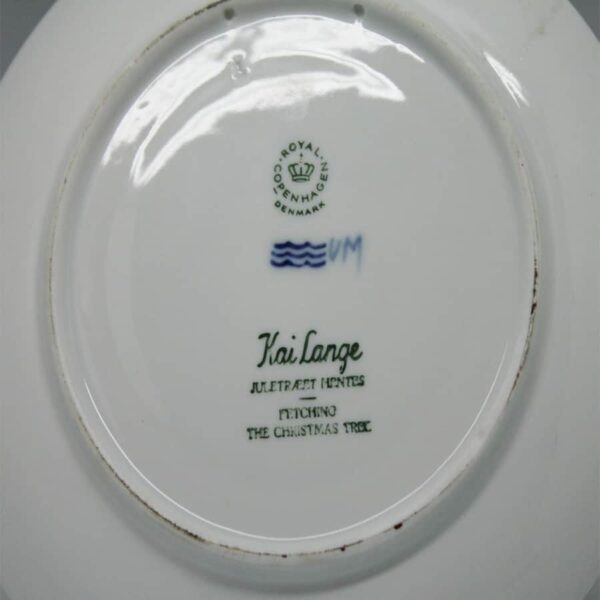 ROYAL
COPENHAGEN
DENMARK
VM
Kai Lange
JULETRÆET HENTES
FETCHING
THE CHRISTMAS TREE